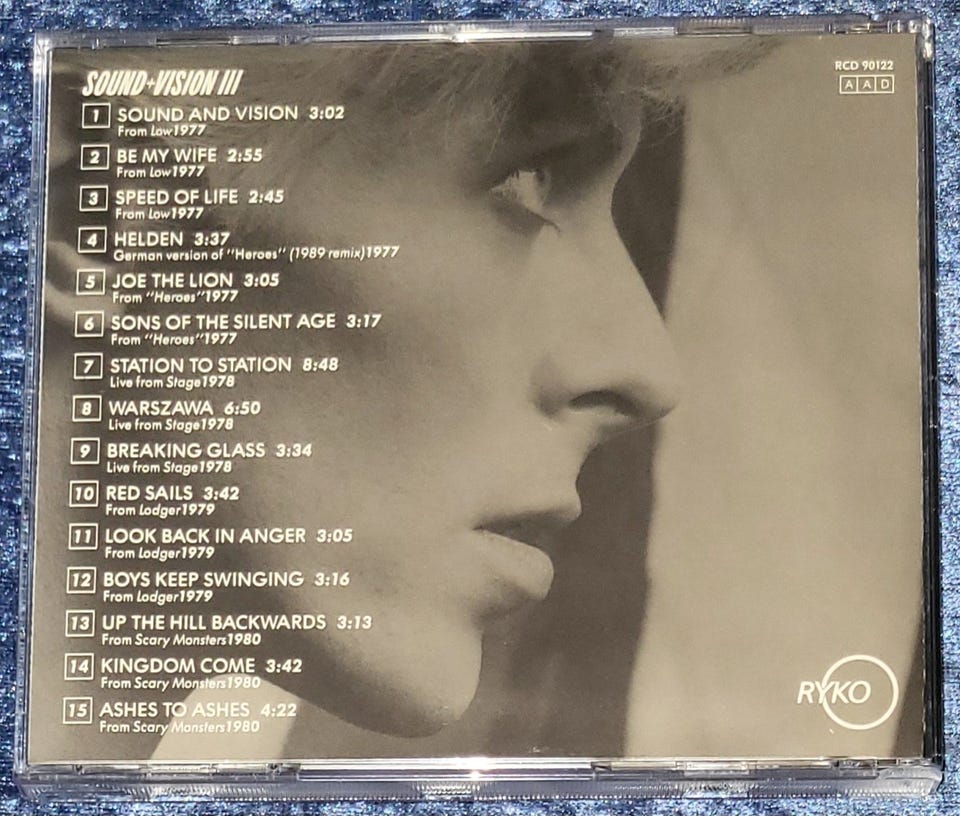 SOUND+VISION III
RCD 90122
AAD
1 SOUND AND VISION 3:02
From Low1977
2 BE MY WIFE 2:55
From Low1977
3 SPEED OF LIFE 2:45
From Low1977
4 HELDEN 3:37
German version of "Heroes" (1989 remix)1977
5 JOE THE LION 3:05
From "Heroes"1977
6 SONS OF THE SILENT AGE 3:17
From "Heroes"1977
7 STATION TO STATION 8:48
Live from Stage1978
8 WARSZAWA 6:50
Live from Stage1978
9 BREAKING GLASS 3:34
Live from Stage1978
10 RED SAILS 3:42
From Lodger1979
11 LOOK BACK IN ANGER 3:05
From Lodger1979
12 BOYS KEEP SWINGING 3:16
From Lodger1979
13 UP THE HILL BACKWARDS 3:13
From Scary Monsters1980
14 KINGDOM COME 3:42
From Scary Monsters1980
15 ASHES TO ASHES 4:22
From Scary Monsters1980
RYKO